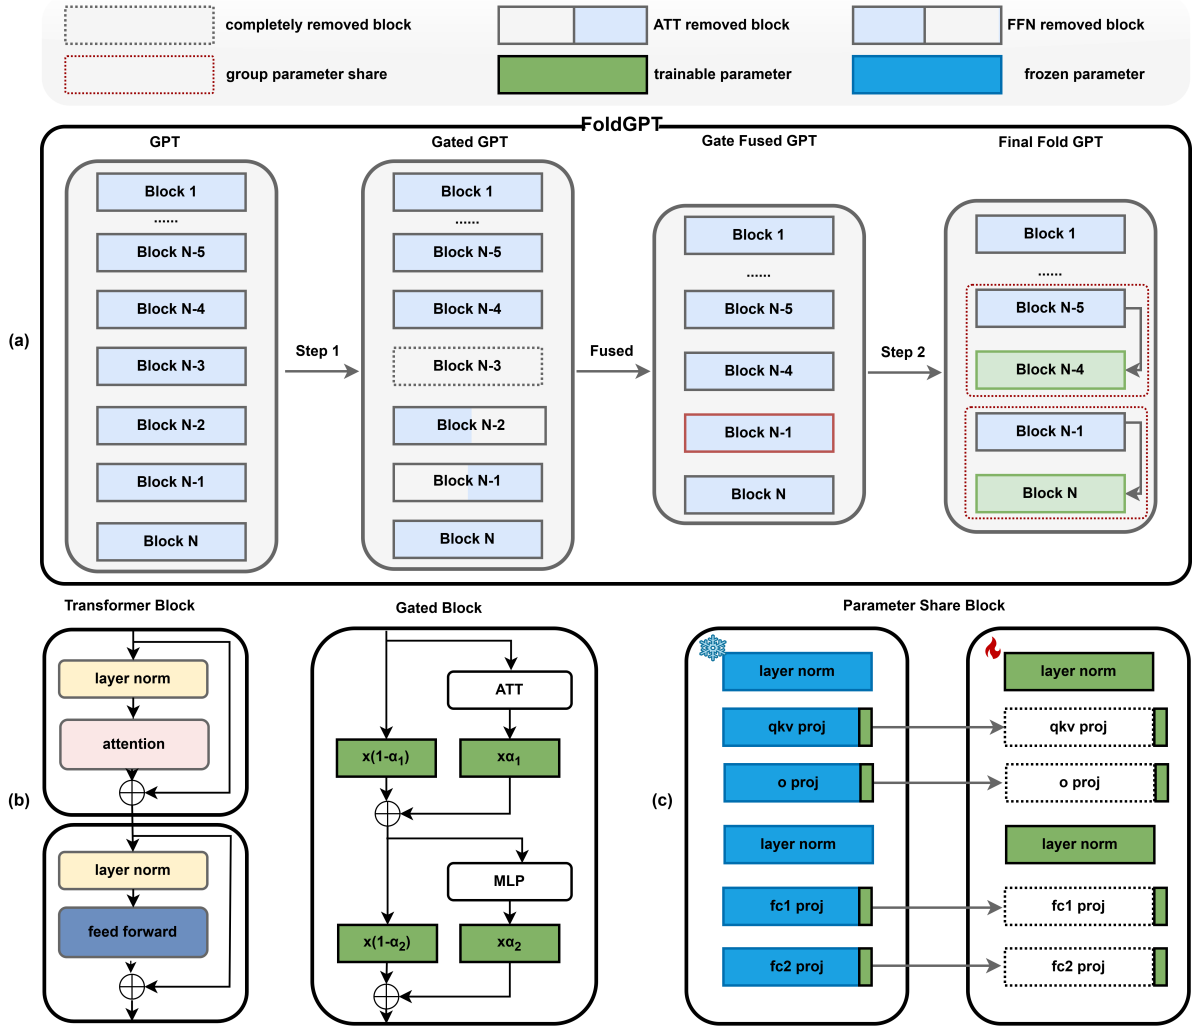 completely removed block
ATT removed block
FFN removed block
group parameter share
trainable parameter
frozen parameter
FoldGPT
GPT
Gated GPT
Gate Fused GPT
Final Fold GPT
(a)
Block 1
......
Block N-5
Block N-4
Block N-3
Block N-2
Block N-1
Block N
Step 1
Block 1
......
Block N-5
Block N-4
Block N-3
Block N-2
Block N-1
Block N
Fused
Block 1
......
Block N-5
Block N-4
Block N-1
Block N
Step 2
Block 1
......
Block N-5
Block N-4
Block N-1
Block N
(b)
Transformer Block
layer norm
attention
layer norm
feed forward
Gated Block
ATT
x(1-α₁)
xα₁
MLP
x(1-α₂)
xα₂
(c)
Parameter Share Block
layer norm
qkv proj
o proj
layer norm
fc1 proj
fc2 proj
layer norm
qkv proj
o proj
layer norm
fc1 proj
fc2 proj